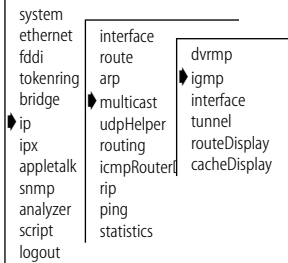 system
ethernet
fddi
tokenring
bridge
ip
ipx
appletalk
snmp
analyzer
script
logout
interface
route
arp
multicast
udpHelper
routing
icmpRouterD
rip
ping
statistics
dvrmp
igmp
interface
tunnel
routeDisplay
cacheDisplay